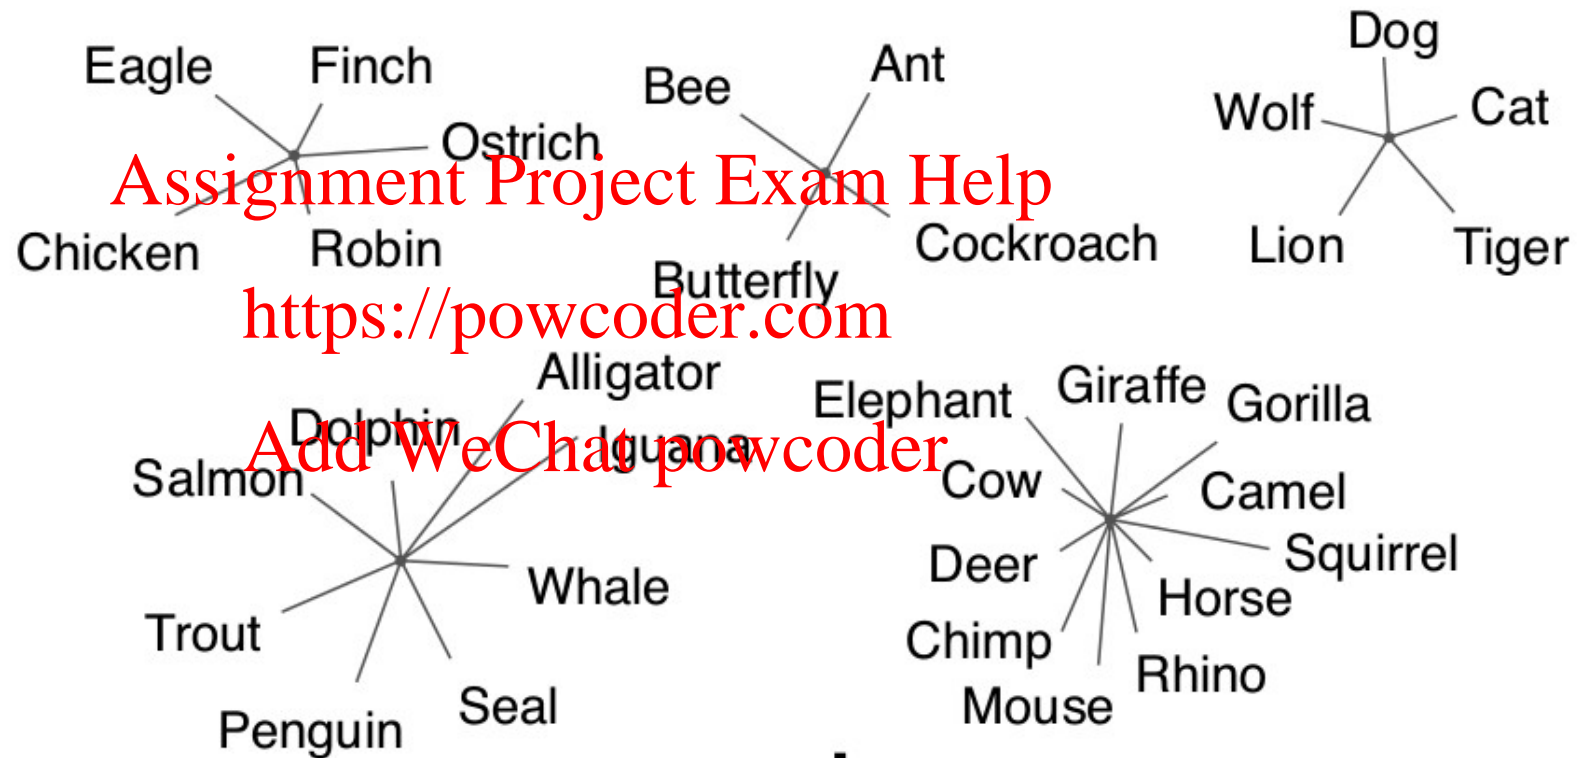 Eagle Finch Ostrich Chicken Robin
Bee Ant Butterfly Cockroach
Dog Wolf Cat Lion Tiger
Assignment Project Exam Help
https://powcoder.com
Add WeChat powcoder
Alligator Dolphin Iguana Salmon Whale Trout Seal Penguin
Elephant Giraffe Gorilla Cow Camel Deer Squirrel Horse Chimp Rhino Mouse